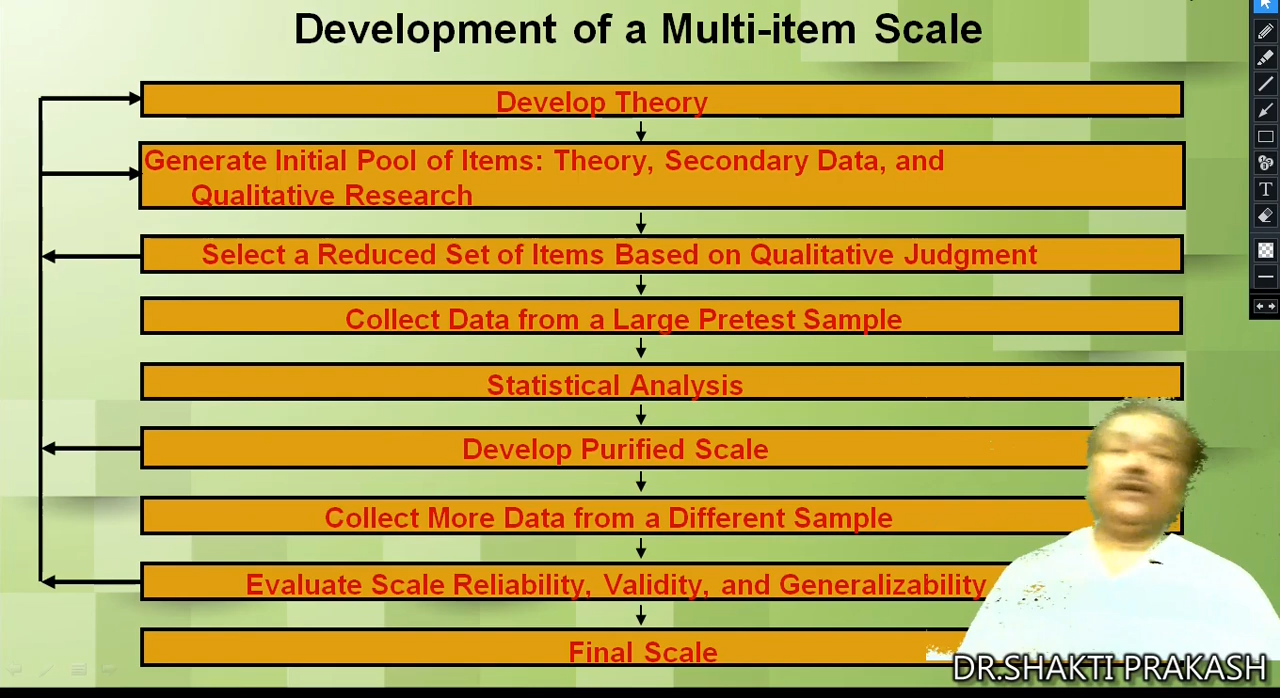 Development of a Multi-item Scale
Develop Theory
Generate Initial Pool of Items: Theory, Secondary Data, and
Qualitative Research
Select a Reduced Set of Items Based on Qualitative Judgment
Collect Data from a Large Pretest Sample
Statistical Analysis
Develop Purified Scale
Collect More Data from a Different Sample
Evaluate Scale Reliability, Validity, and Generalizability
Final Scale
DR.SHAKTI PRAKASH